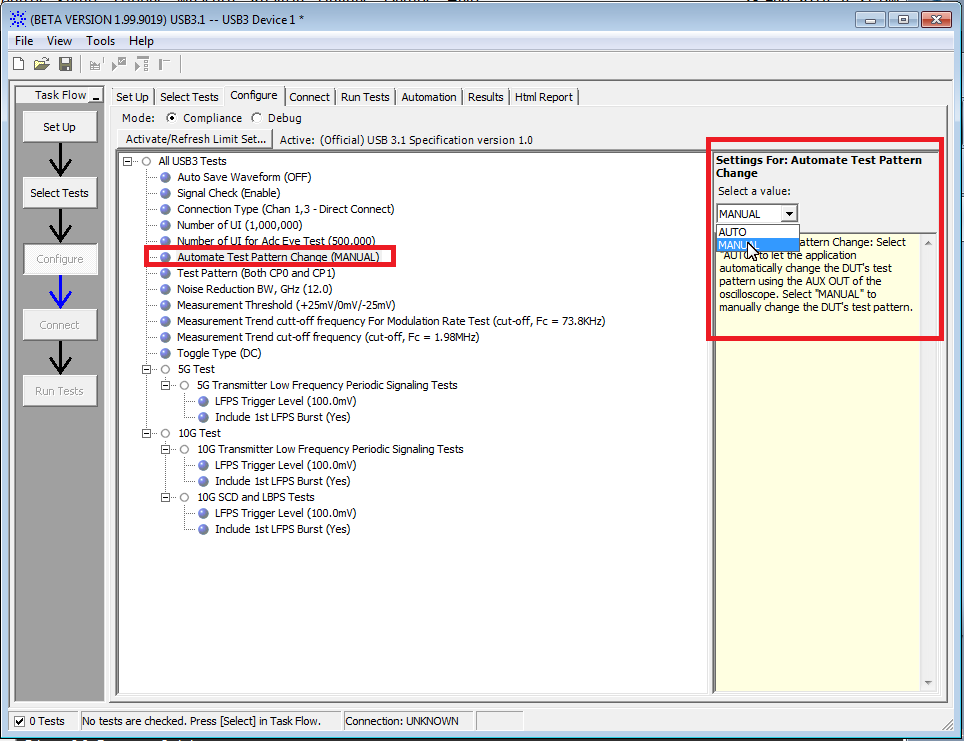 (BETA VERSION 1.99.9019) USB3.1 -- USB3 Device 1 *
File View Tools Help
Task Flow
Set Up
Select Tests
Configure
Connect
Run Tests
Set Up Select Tests Configure Connect Run Tests Automation Results Html Report
Mode: Compliance Debug
Activate/Refresh Limit Set... Active: (Official) USB 3.1 Specification version 1.0
All USB3 Tests
Auto Save Waveform (OFF)
Signal Check (Enable)
Connection Type (Chan 1,3 - Direct Connect)
Number of UI (1,000,000)
Number of UI for Adc Eye Test (500,000)
Automate Test Pattern Change (MANUAL)
Test Pattern (Both CP0 and CP1)
Noise Reduction BW, GHz (12.0)
Measurement Threshold (+25mV/0mV/-25mV)
Measurement Trend cutt-off frequency For Modulation Rate Test (cut-off, Fc = 73.8KHz)
Measurement Trend cut-off frequency (cut-off, Fc = 1.98MHz)
Toggle Type (DC)
5G Test
5G Transmitter Low Frequency Periodic Signaling Tests
LFPS Trigger Level (100.0mV)
Include 1st LFPS Burst (Yes)
10G Test
10G Transmitter Low Frequency Periodic Signaling Tests
LFPS Trigger Level (100.0mV)
Include 1st LFPS Burst (Yes)
10G SCD and LBPS Tests
LFPS Trigger Level (100.0mV)
Include 1st LFPS Burst (Yes)
Settings For: Automate Test Pattern
Change
Select a value:
MANUAL
AUTO
MANUAL
attern Change: Select
"AUTO" to let the application
automatically change the DUT's test
pattern using the AUX OUT of the
oscilloscope. Select "MANUAL" to
manually change the DUT's test pattern.
0 Tests No tests are checked. Press [Select] in Task Flow. Connection: UNKNOWN